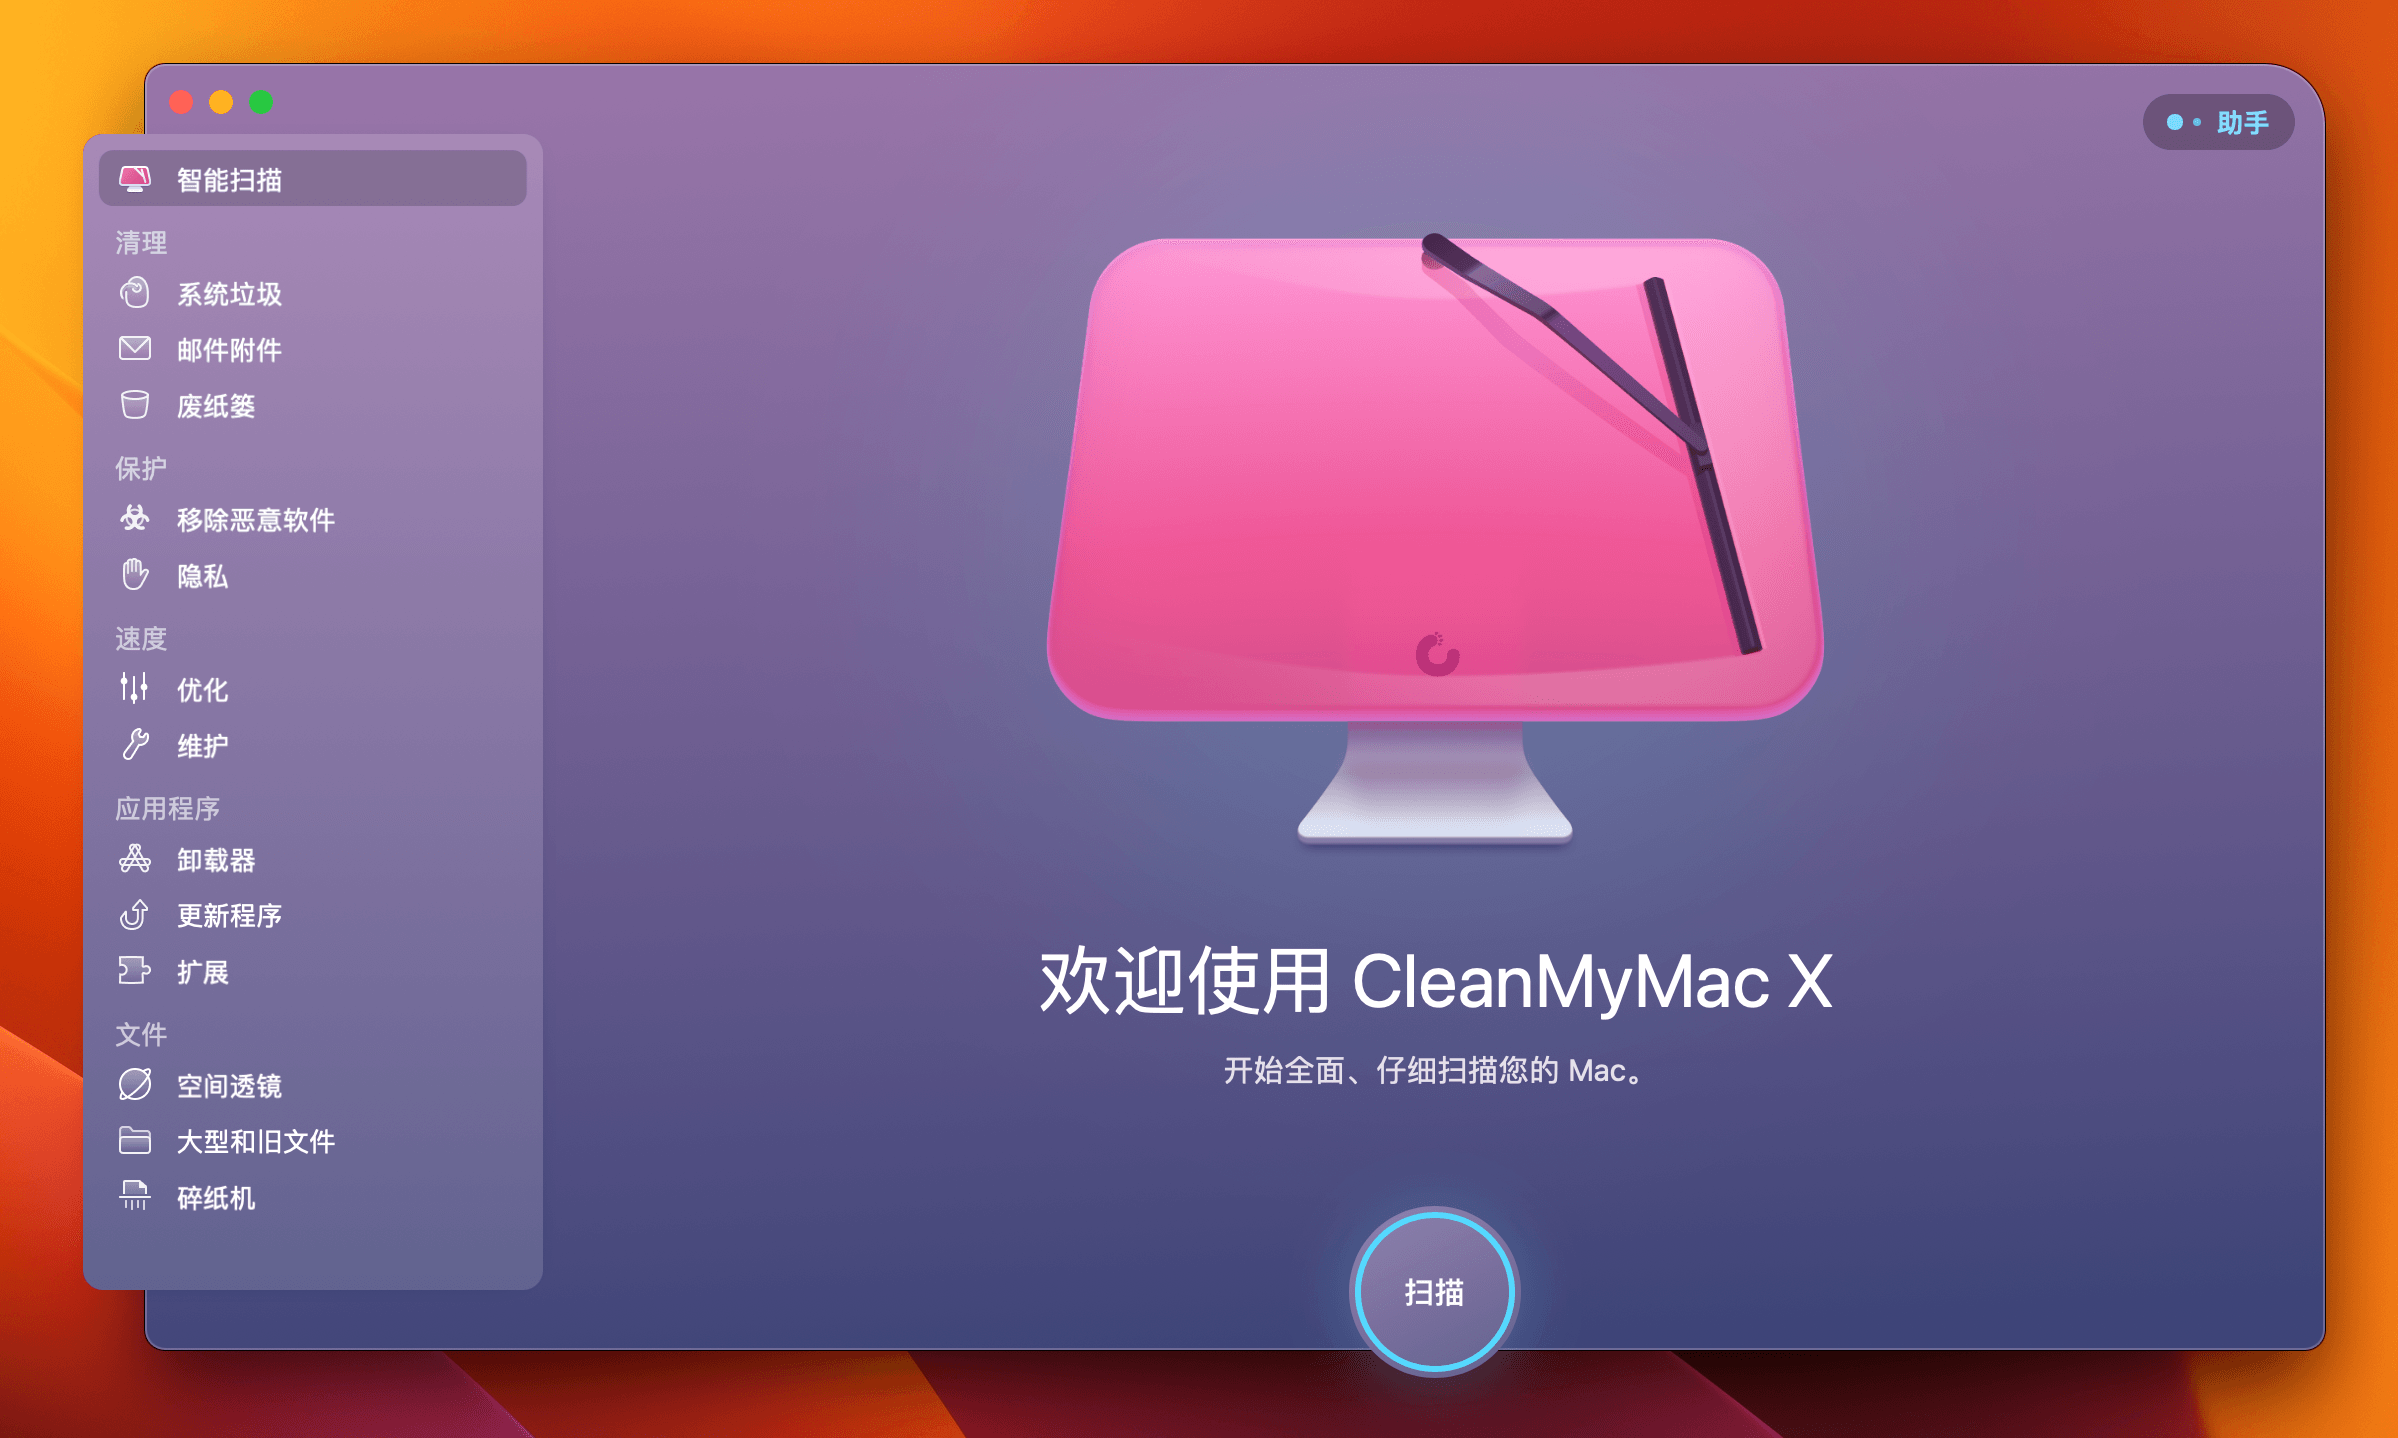 助手
智能扫描
清理
系统垃圾
邮件附件
废纸篓
保护
移除恶意软件
隐私
速度
优化
维护
应用程序
卸载器
更新程序
扩展
文件
空间透镜
大型和旧文件
碎纸机
欢迎使用 CleanMyMac X
开始全面、仔细扫描您的 Mac。
扫描